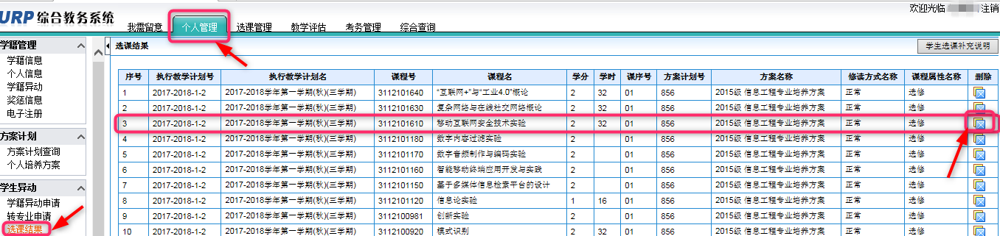 欢迎光临 注销
URP 综合教务系统
我需留意 个人管理 选课管理 教学评估 考务管理 综合查询
学籍管理
学籍信息
个人信息
学籍异动
奖惩信息
电子注册
方案计划
方案计划查询
个人培养方案
学生异动
学籍异动申请
转专业申请
选课结果
选课结果 学生选课补充说明
序号 执行教学计划号 执行教学计划名 课程号 课程名 学分 学时 课序号 方案计划号 方案名称 修读方式名称 课程属性名称 删除
1 2017-2018-1-2 2017-2018学年第一学期(秋)(三学期) 3112101640 “互联网+”与“工业4.0”概论 2 32 01 856 2015级 信息工程专业培养方案 正常 选修
2 2017-2018-1-2 2017-2018学年第一学期(秋)(三学期) 3112101630 复杂网络与在线社交网络概论 2 32 01 856 2015级 信息工程专业培养方案 正常 选修
3 2017-2018-1-2 2017-2018学年第一学期(秋)(三学期) 3112101610 移动互联网安全技术实验 2 32 01 856 2015级 信息工程专业培养方案 正常 选修
4 2017-2018-1-2 2017-2018学年第一学期(秋)(三学期) 3112101180 数字内容过滤实验 2 01 856 2015级 信息工程专业培养方案 正常 选修
5 2017-2018-1-2 2017-2018学年第一学期(秋)(三学期) 3112101170 数字音频制作与编码实验 2 01 856 2015级 信息工程专业培养方案 正常 选修
6 2017-2018-1-2 2017-2018学年第一学期(秋)(三学期) 3112101160 智能移动终端应用开发与实践 2 01 856 2015级 信息工程专业培养方案 正常 选修
7 2017-2018-1-2 2017-2018学年第一学期(秋)(三学期) 3112101150 基于多媒体信息检索平台的设计 2 01 856 2015级 信息工程专业培养方案 正常 选修
8 2017-2018-1-2 2017-2018学年第一学期(秋)(三学期) 3112101120 信息论实验 1 16 01 856 2015级 信息工程专业培养方案 正常 选修
9 2017-2018-1-2 2017-2018学年第一学期(秋)(三学期) 3112100981 创新实验 2 01 856 2015级 信息工程专业培养方案 正常 选修
10 2017-2018-1-2 2017-2018学年第一学期(秋)(三学期) 3112100920 模式识别 2 32 01 856 2015级 信息工程专业培养方案 正常 选修